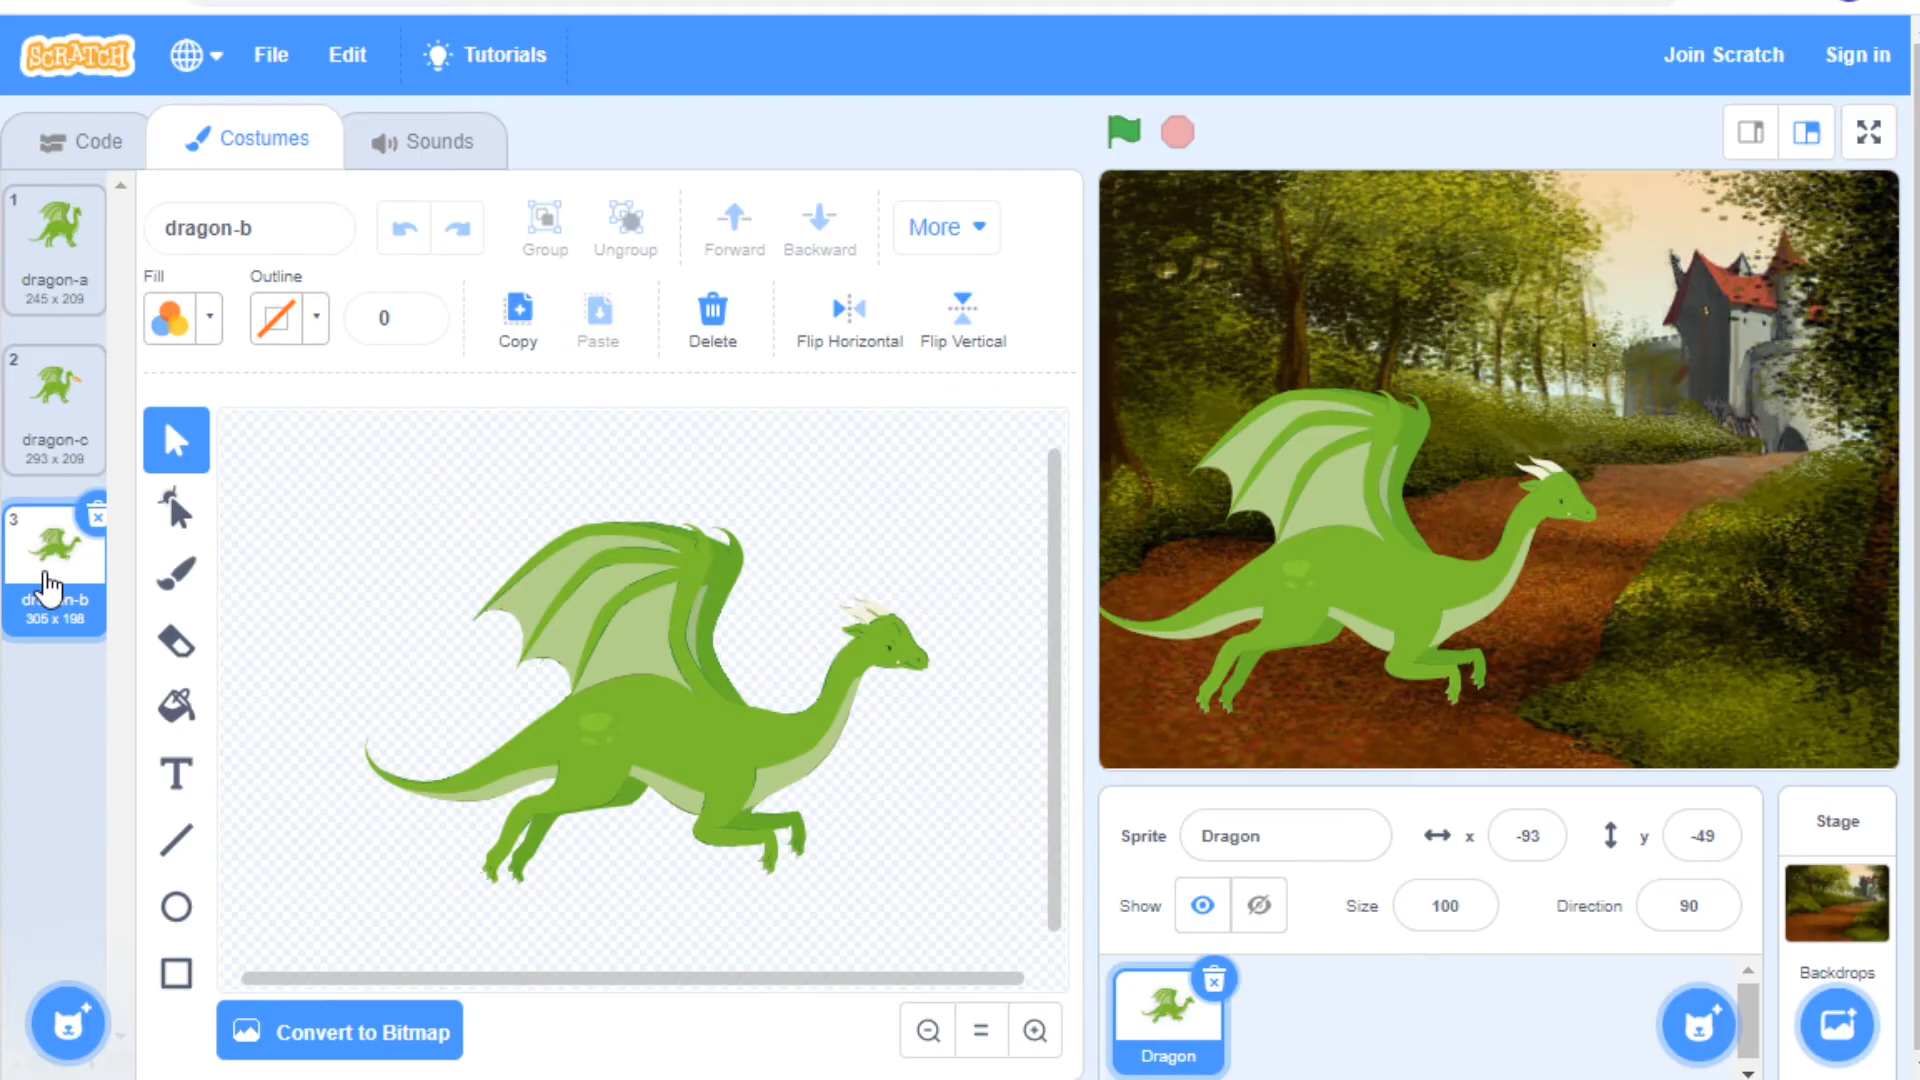 SCRATCH
File
Edit
Tutorials
Join Scratch
Sign in
Code
Costumes
Sounds
1
dragon-a
245 x 209
2
dragon-c
293 x 209
3
305 x 198
dragon-b
Group
Ungroup
Forward
Backward
More
Fill
Outline
0
Copy
Paste
Delete
Flip Horizontal
Flip Vertical
T
Convert to Bitmap
=
Sprite
Dragon
x
-93
y
-49
Show
Size
100
Direction
90
Dragon
Stage
Backdrops